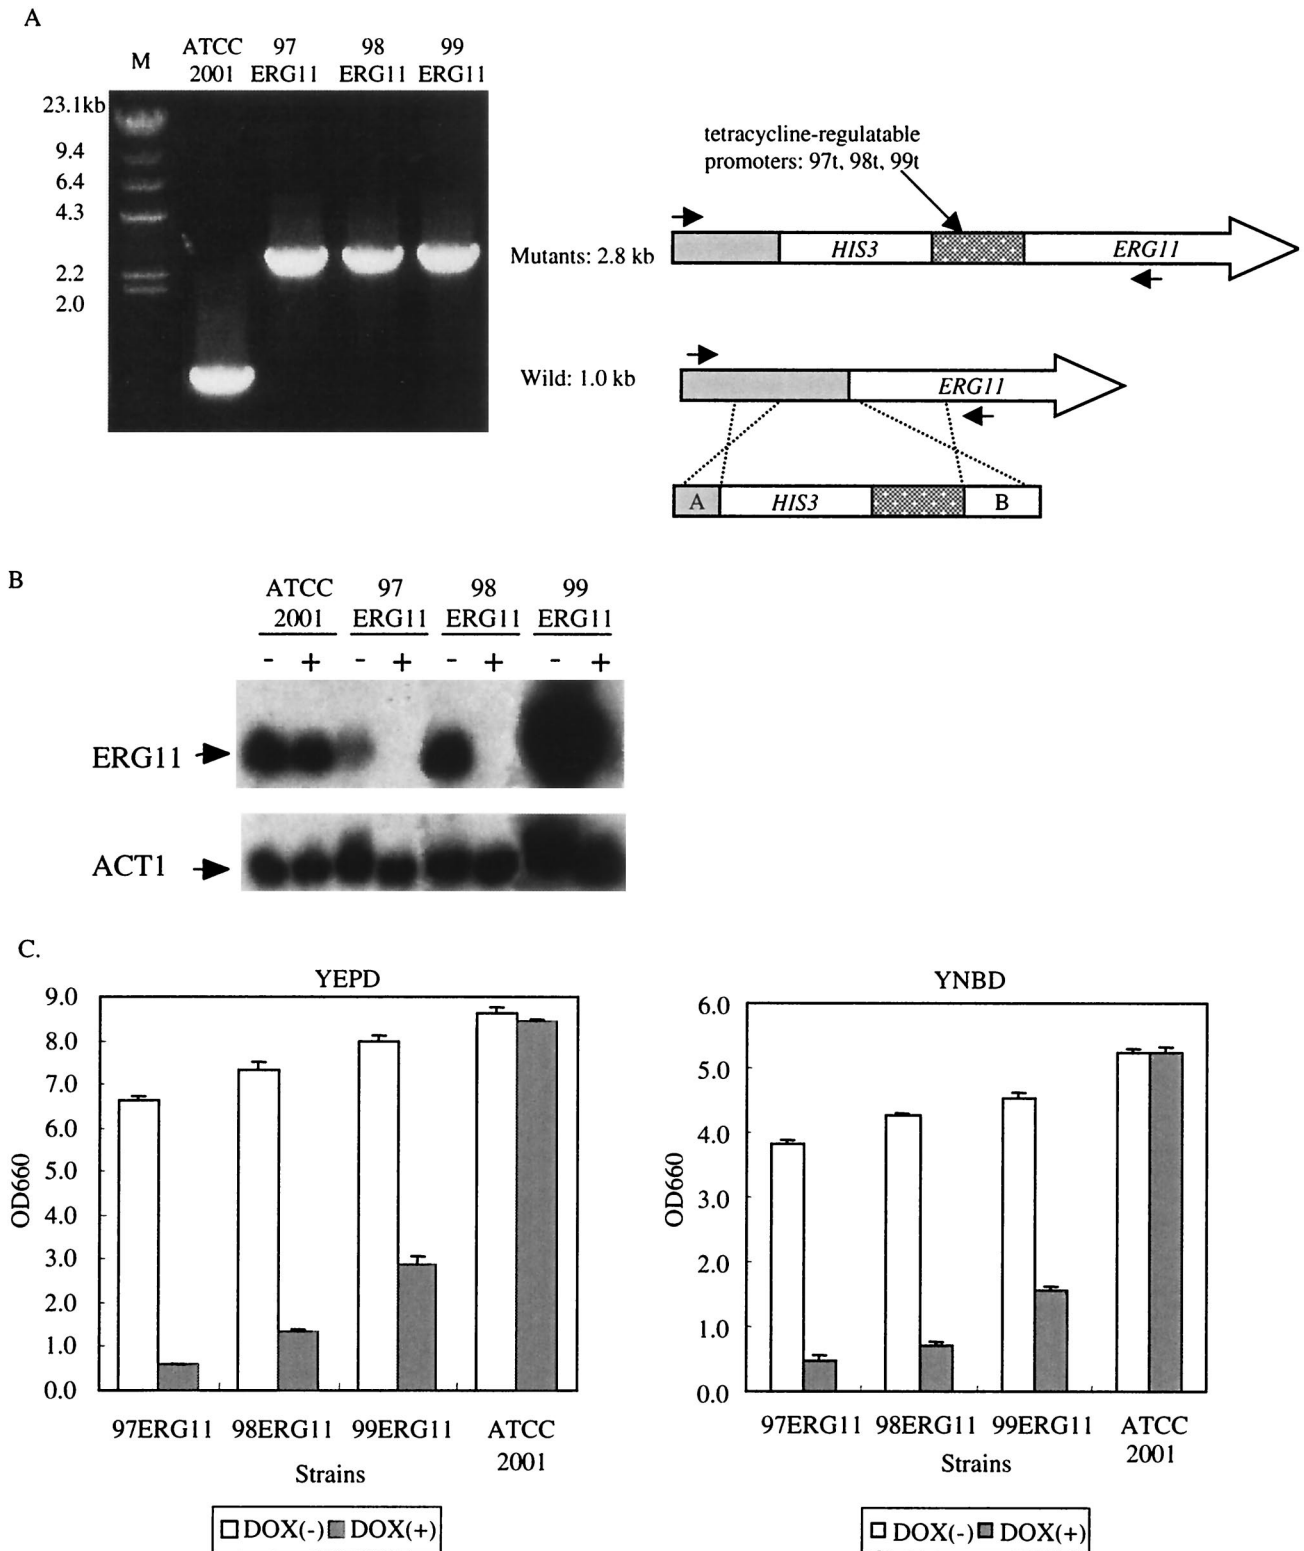 A
M
ATCC
2001
97
ERG11
98
ERG11
99
ERG11
23.1kb
9.4
6.4
4.3
2.2
2.0
tetracycline-regulatable
promoters: 97t, 98t, 99t
Mutants: 2.8 kb
HIS3
ERG11
Wild: 1.0 kb
ERG11
A
HIS3
B
B
ATCC
2001
97
ERG11
98
ERG11
99
ERG11
- + - + - + - +
ERG11
ACT1
C.
YEPD
9.0
8.0
7.0
6.0
5.0
4.0
3.0
2.0
1.0
0.0
OD660
97ERG11 98ERG11 99ERG11 ATCC
2001
Strains
DOX(-) DOX(+)
YNBD
6.0
5.0
4.0
3.0
2.0
1.0
0.0
OD660
97ERG11 98ERG11 99ERG11 ATCC
2001
Strains
DOX(-) DOX(+)